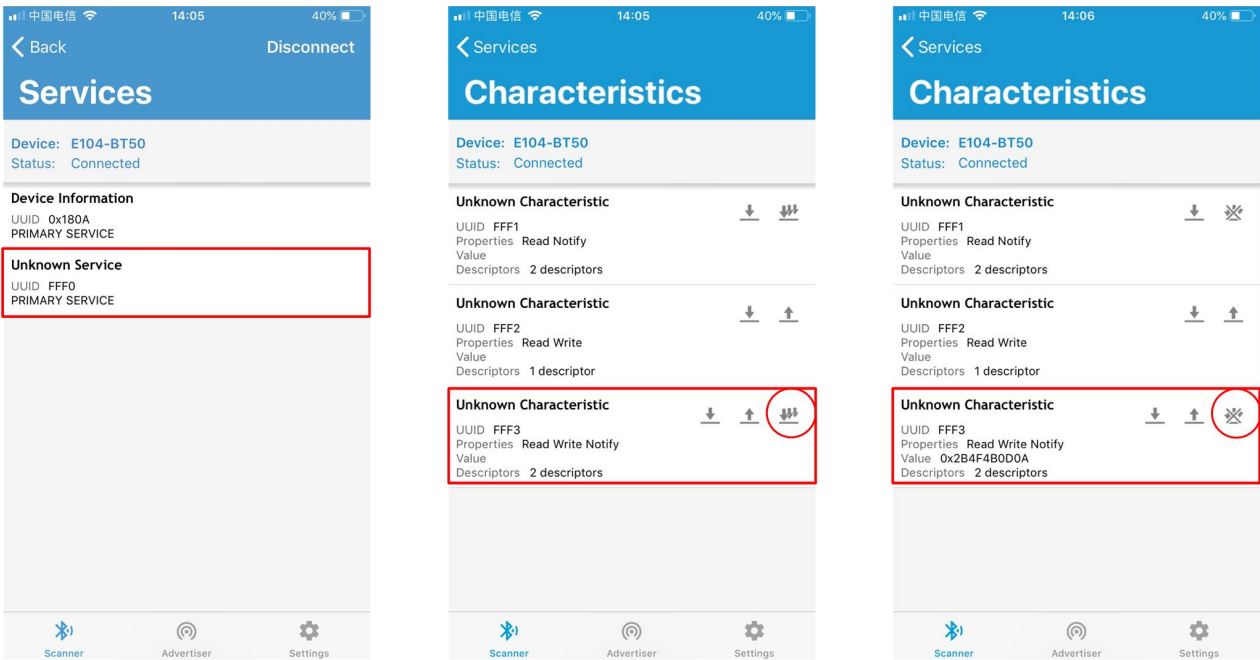 中国电信 14:05 40%
Back Disconnect
Services
Device: E104-BT50
Status: Connected
Device Information
UUID 0x180A
PRIMARY SERVICE
Unknown Service
UUID FFF0
PRIMARY SERVICE
Scanner Advertiser Settings
中国电信 14:05 40%
Services
Characteristics
Device: E104-BT50
Status: Connected
Unknown Characteristic
UUID FFF1
Properties Read Notify
Value
Descriptors 2 descriptors
Unknown Characteristic
UUID FFF2
Properties Read Write
Value
Descriptors 1 descriptor
Unknown Characteristic
UUID FFF3
Properties Read Write Notify
Value
Descriptors 2 descriptors
Scanner Advertiser Settings
中国电信 14:06 40%
Services
Characteristics
Device: E104-BT50
Status: Connected
Unknown Characteristic
UUID FFF1
Properties Read Notify
Value
Descriptors 2 descriptors
Unknown Characteristic
UUID FFF2
Properties Read Write
Value
Descriptors 1 descriptor
Unknown Characteristic
UUID FFF3
Properties Read Write Notify
Value 0x2B4F4B0D0A
Descriptors 2 descriptors
Scanner Advertiser Settings